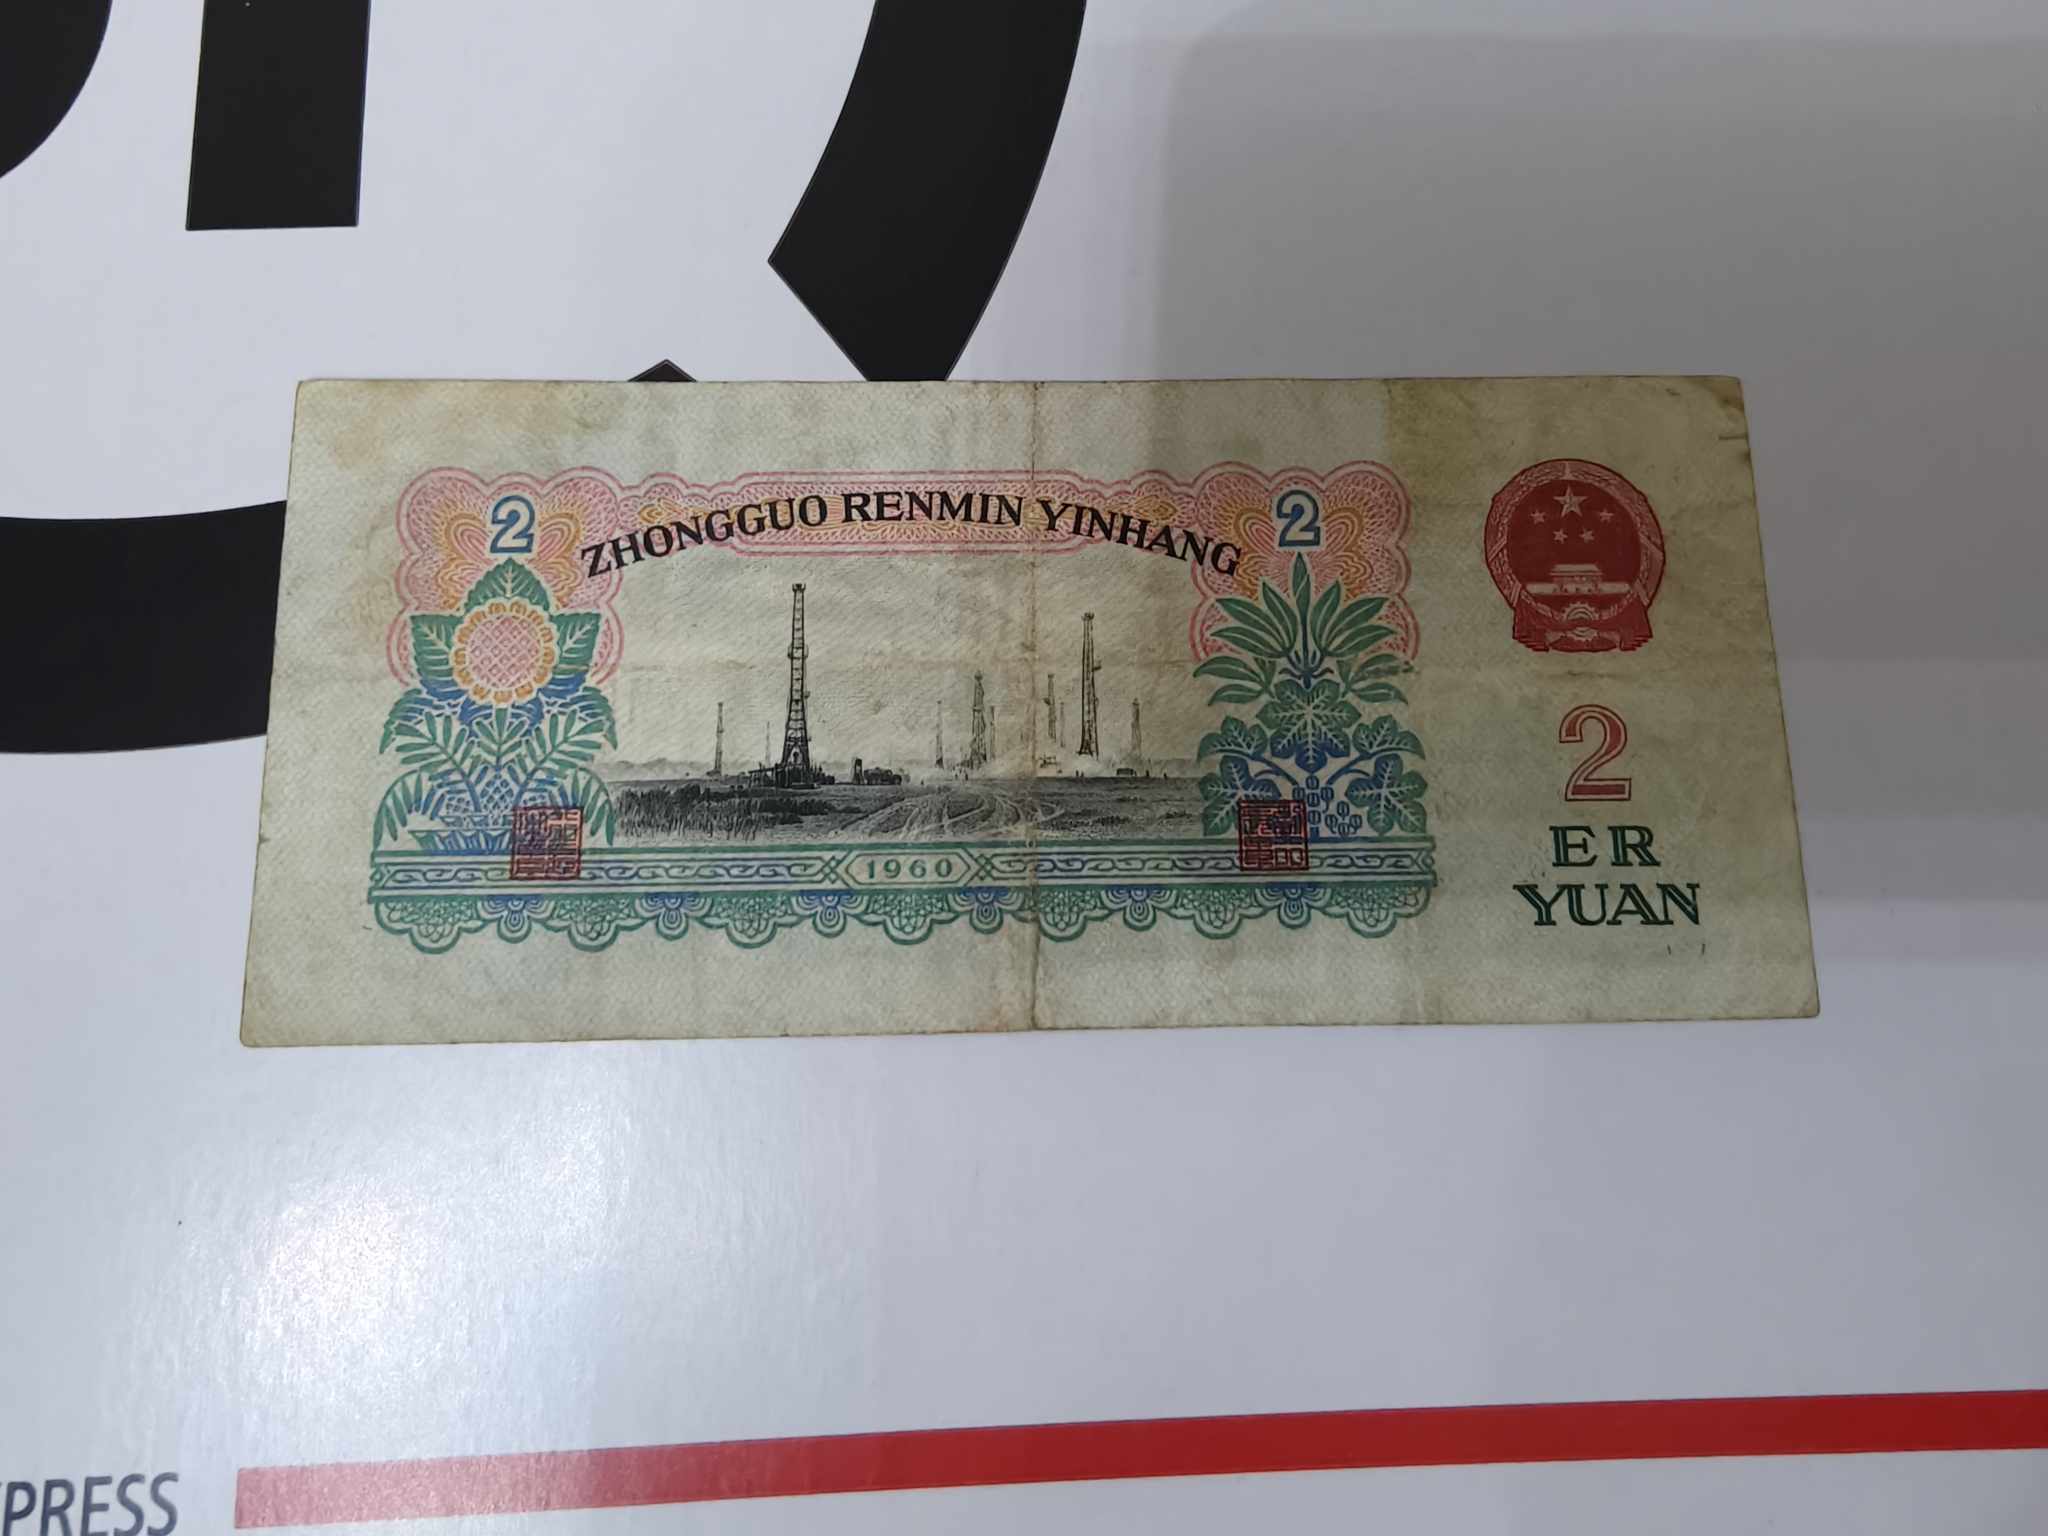 2
ZHONGGUO RENMIN YINHANG
2
1960
2
ER
YUAN
PRESS